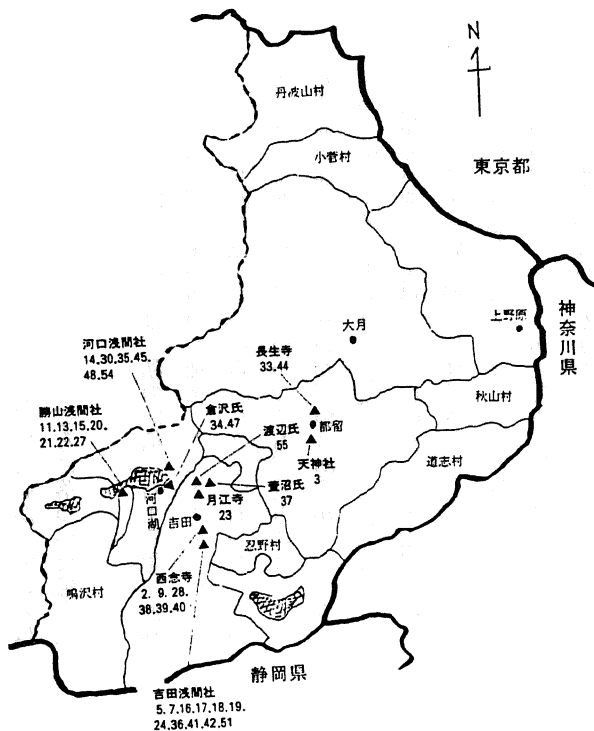 N
丹波山村
小菅村
東京都
上野原
神奈川県
大月
河口浅間社
14.30.35.45.
48.54
長生寺
33.44
秋山村
勝山浅間社
11.13.15.20.
21.22.27
倉沢氏
34.47
渡辺氏
55
都留
天神社
3
道志村
萱沼氏
37
河口湖
月江寺
23
吉田
忍野村
西念寺
2. 9. 28.
38,39,40
鳴沢村
静岡県
吉田浅間社
5.7.16.17.18.19.
24.36.41.42.51